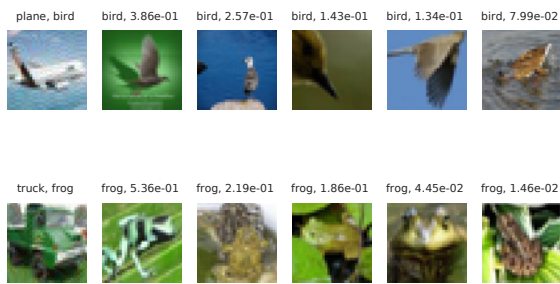 plane, bird bird, 3.86e-01 bird, 2.57e-01 bird, 1.43e-01 bird, 1.34e-01 bird, 7.99e-02
truck, frog frog, 5.36e-01 frog, 2.19e-01 frog, 1.86e-01 frog, 4.45e-02 frog, 1.46e-02